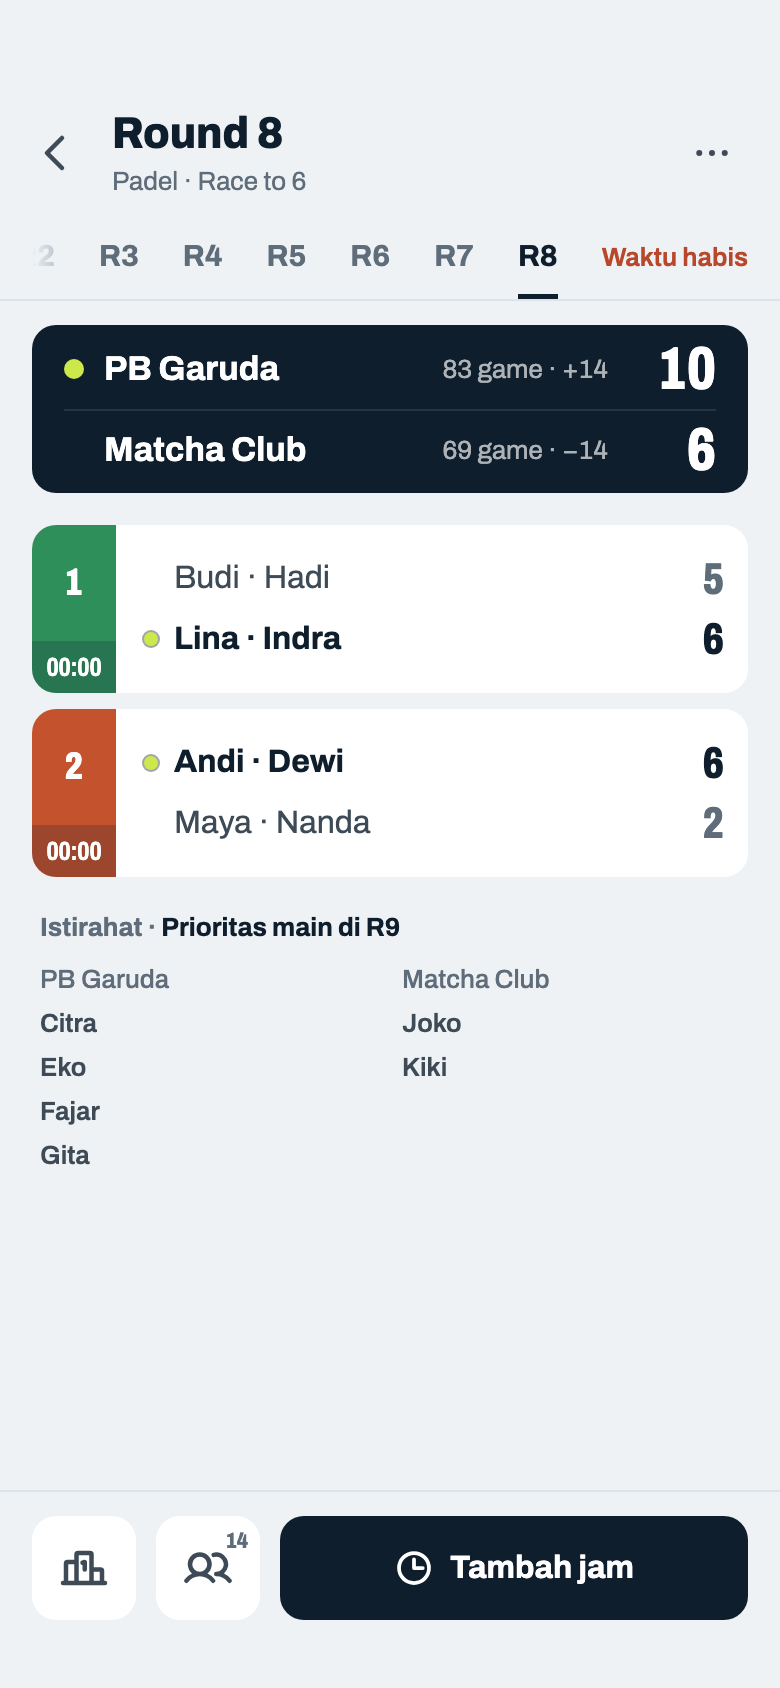 Round 8
Padel · Race to 6
2 R3 R4 R5 R6 R7 R8 Waktu habis
PB Garuda 83 game · +14 10
Matcha Club 69 game · −14 6
1
00:00
Budi · Hadi 5
Lina · Indra 6
2
00:00
Andi · Dewi 6
Maya · Nanda 2
Istirahat · Prioritas main di R9
PB Garuda
Citra
Eko
Fajar
Gita
Matcha Club
Joko
Kiki
1
14
Tambah jam